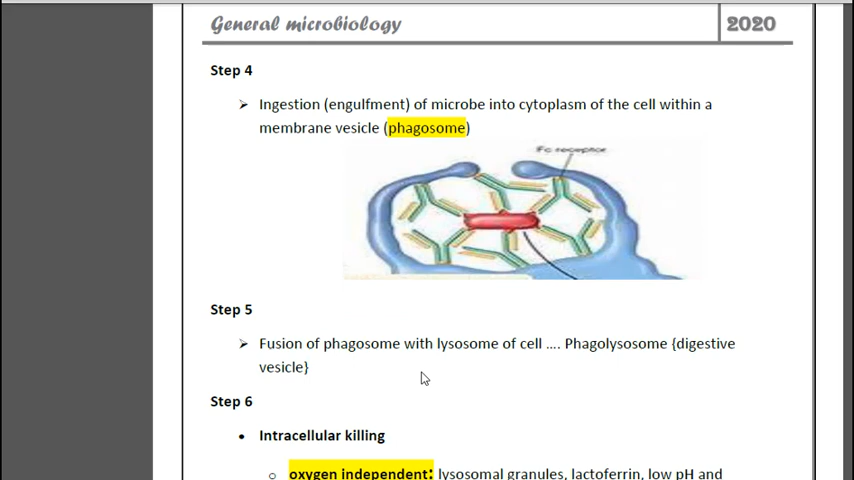 General microbiology 2020
Step 4
➢ Ingestion (engulfment) of microbe into cytoplasm of the cell within a
membrane vesicle (phagosome)
Fc receptor
Step 5
➢ Fusion of phagosome with lysosome of cell .... Phagolysosome {digestive
vesicle}
Step 6
• Intracellular killing
o oxygen independent: lysosomal granules, lactoferrin, low pH and